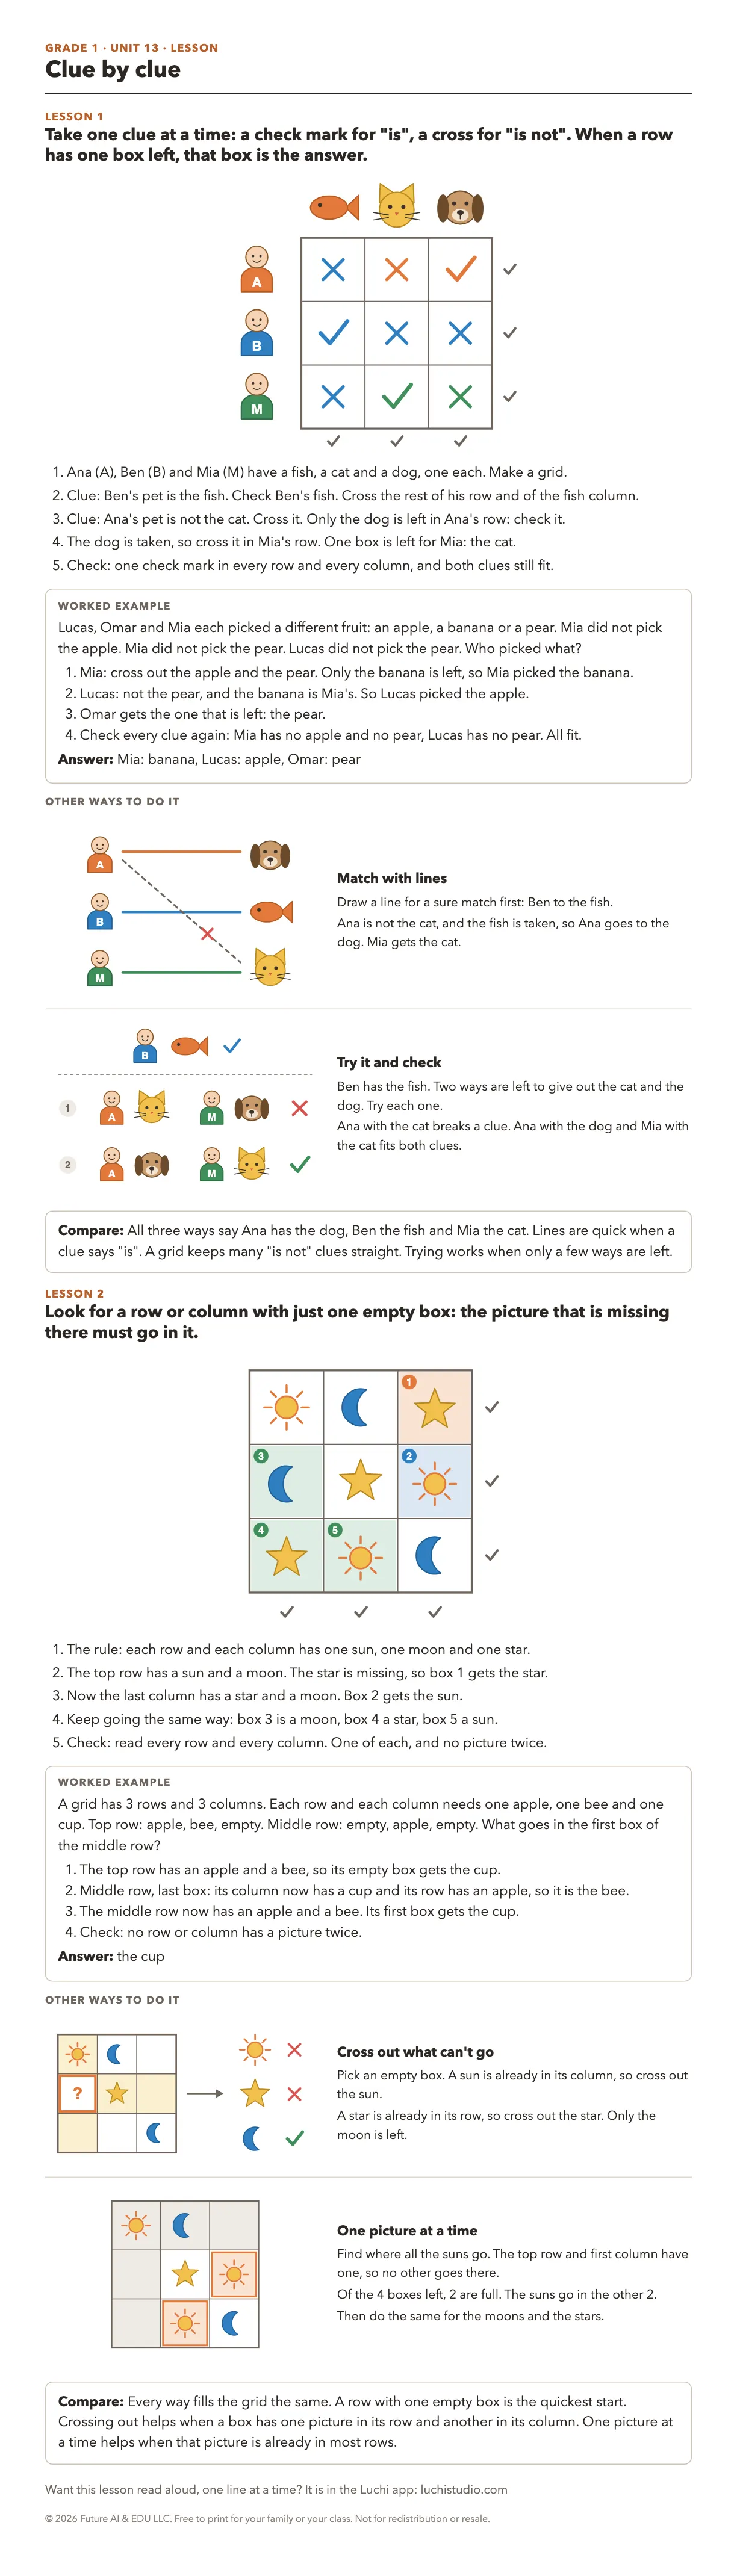 GRADE 1 · UNIT 13 · LESSON
Clue by clue
LESSON 1
Take one clue at a time: a check mark for "is", a cross for "is not". When a row
has one box left, that box is the answer.
A
B
M
1. Ana (A), Ben (B) and Mia (M) have a fish, a cat and a dog, one each. Make a grid.
2. Clue: Ben's pet is the fish. Check Ben's fish. Cross the rest of his row and of the fish column.
3. Clue: Ana's pet is not the cat. Cross it. Only the dog is left in Ana's row: check it.
4. The dog is taken, so cross it in Mia's row. One box is left for Mia: the cat.
5. Check: one check mark in every row and every column, and both clues still fit.
WORKED EXAMPLE
Lucas, Omar and Mia each picked a different fruit: an apple, a banana or a pear. Mia did not pick
the apple. Mia did not pick the pear. Lucas did not pick the pear. Who picked what?
1. Mia: cross out the apple and the pear. Only the banana is left, so Mia picked the banana.
2. Lucas: not the pear, and the banana is Mia's. So Lucas picked the apple.
3. Omar gets the one that is left: the pear.
4. Check every clue again: Mia has no apple and no pear, Lucas has no pear. All fit.
Answer: Mia: banana, Lucas: apple, Omar: pear
OTHER WAYS TO DO IT
A
B
M
Match with lines
Draw a line for a sure match first: Ben to the fish.
Ana is not the cat, and the fish is taken, so Ana goes to the
dog. Mia gets the cat.
B
1 A M
2 A M
Try it and check
Ben has the fish. Two ways are left to give out the cat and the
dog. Try each one.
Ana with the cat breaks a clue. Ana with the dog and Mia with
the cat fits both clues.
Compare: All three ways say Ana has the dog, Ben the fish and Mia the cat. Lines are quick when a
clue says "is". A grid keeps many "is not" clues straight. Trying works when only a few ways are left.
LESSON 2
Look for a row or column with just one empty box: the picture that is missing
there must go in it.
1
3 2
4 5
1. The rule: each row and each column has one sun, one moon and one star.
2. The top row has a sun and a moon. The star is missing, so box 1 gets the star.
3. Now the last column has a star and a moon. Box 2 gets the sun.
4. Keep going the same way: box 3 is a moon, box 4 a star, box 5 a sun.
5. Check: read every row and every column. One of each, and no picture twice.
WORKED EXAMPLE
A grid has 3 rows and 3 columns. Each row and each column needs one apple, one bee and one
cup. Top row: apple, bee, empty. Middle row: empty, apple, empty. What goes in the first box of
the middle row?
1. The top row has an apple and a bee, so its empty box gets the cup.
2. Middle row, last box: its column now has a cup and its row has an apple, so it is the bee.
3. The middle row now has an apple and a bee. Its first box gets the cup.
4. Check: no row or column has a picture twice.
Answer: the cup
OTHER WAYS TO DO IT
?
Cross out what can't go
Pick an empty box. A sun is already in its column, so cross out
the sun.
A star is already in its row, so cross out the star. Only the
moon is left.
One picture at a time
Find where all the suns go. The top row and first column have
one, so no other goes there.
Of the 4 boxes left, 2 are full. The suns go in the other 2.
Then do the same for the moons and the stars.
Compare: Every way fills the grid the same. A row with one empty box is the quickest start.
Crossing out helps when a box has one picture in its row and another in its column. One picture at
a time helps when that picture is already in most rows.
Want this lesson read aloud, one line at a time? It is in the Luchi app: luchistudio.com
© 2026 Future AI & EDU LLC. Free to print for your family or your class. Not for redistribution or resale.